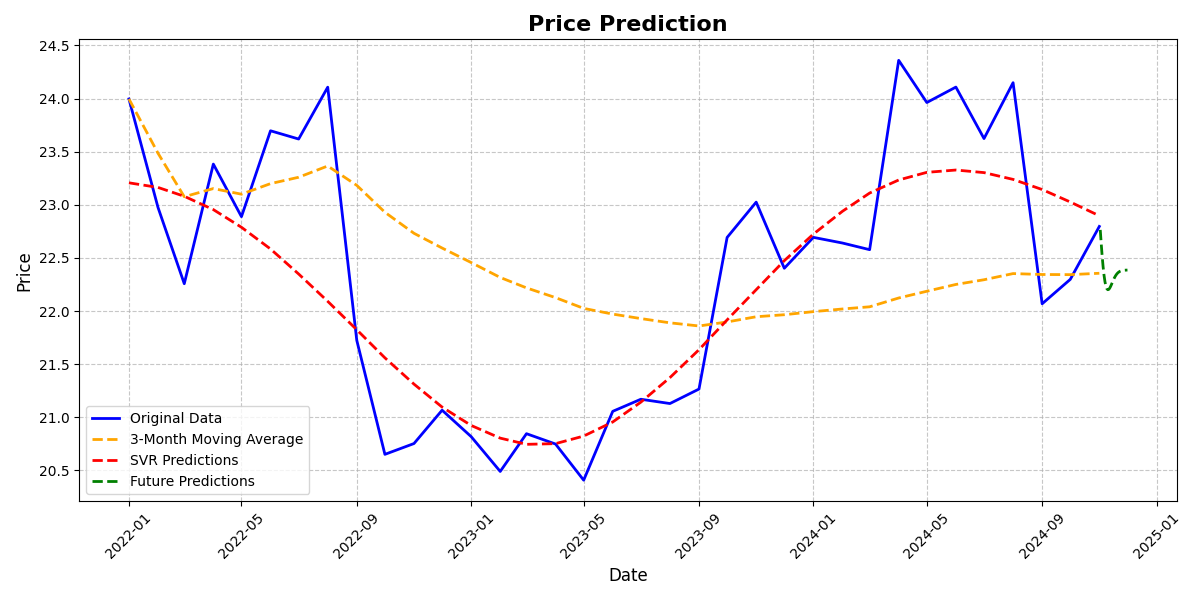 Price Prediction
24.5
24.0
23.5
23.0
22.5
22.0
21.5
21.0
20.5
Price
Original Data
3-Month Moving Average
SVR Predictions
Future Predictions
2022-01
2022-05
2022-09
2023-01
2023-05
2023-09
2024-01
2024-05
2024-09
2025-01
Date